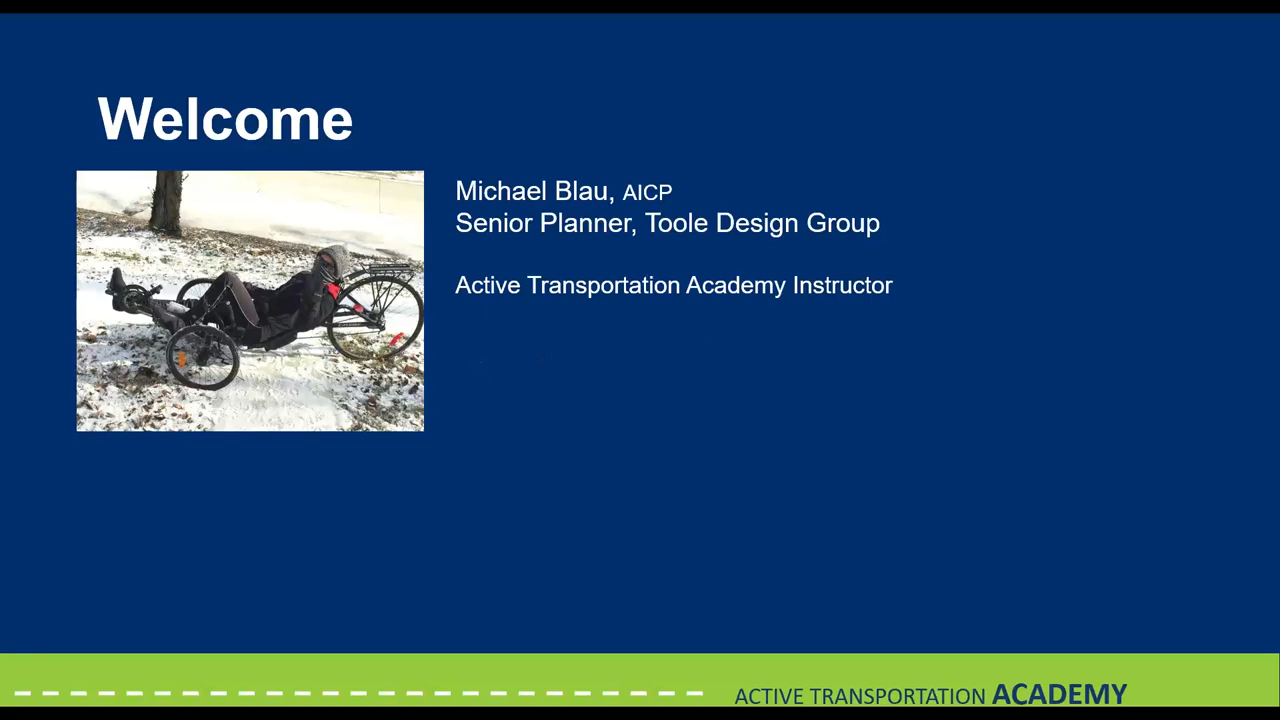 Welcome
Michael Blau, AICP
Senior Planner, Toole Design Group
Active Transportation Academy Instructor
ACTIVE TRANSPORTATION ACADEMY